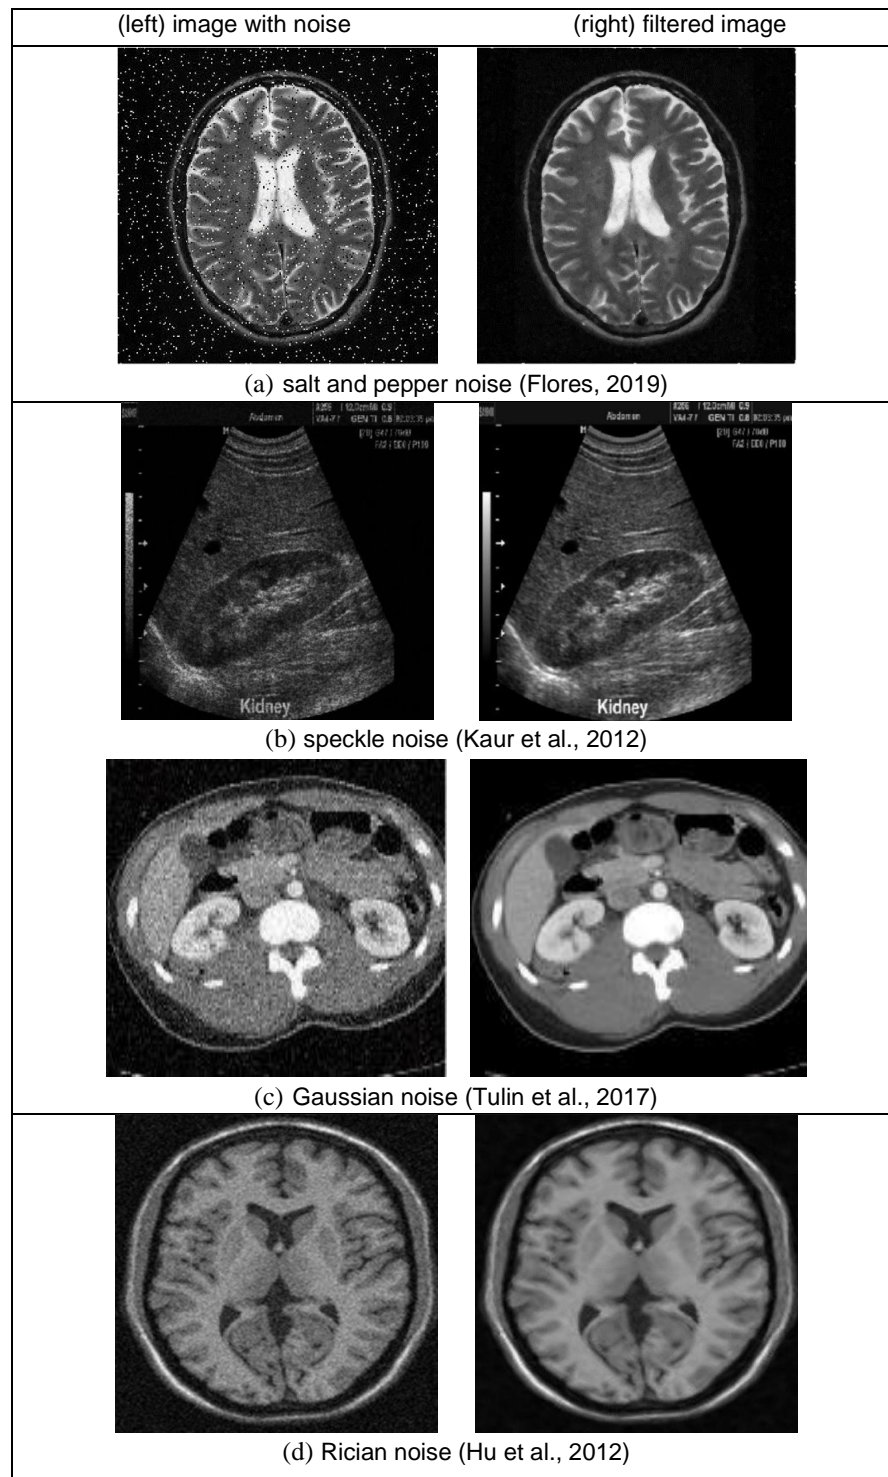 (left) image with noise (right) filtered image
(a) salt and pepper noise (Flores, 2019)
Abdomen Abdomen
Kidney Kidney
(b) speckle noise (Kaur et al., 2012)
(c) Gaussian noise (Tulin et al., 2017)
(d) Rician noise (Hu et al., 2012)